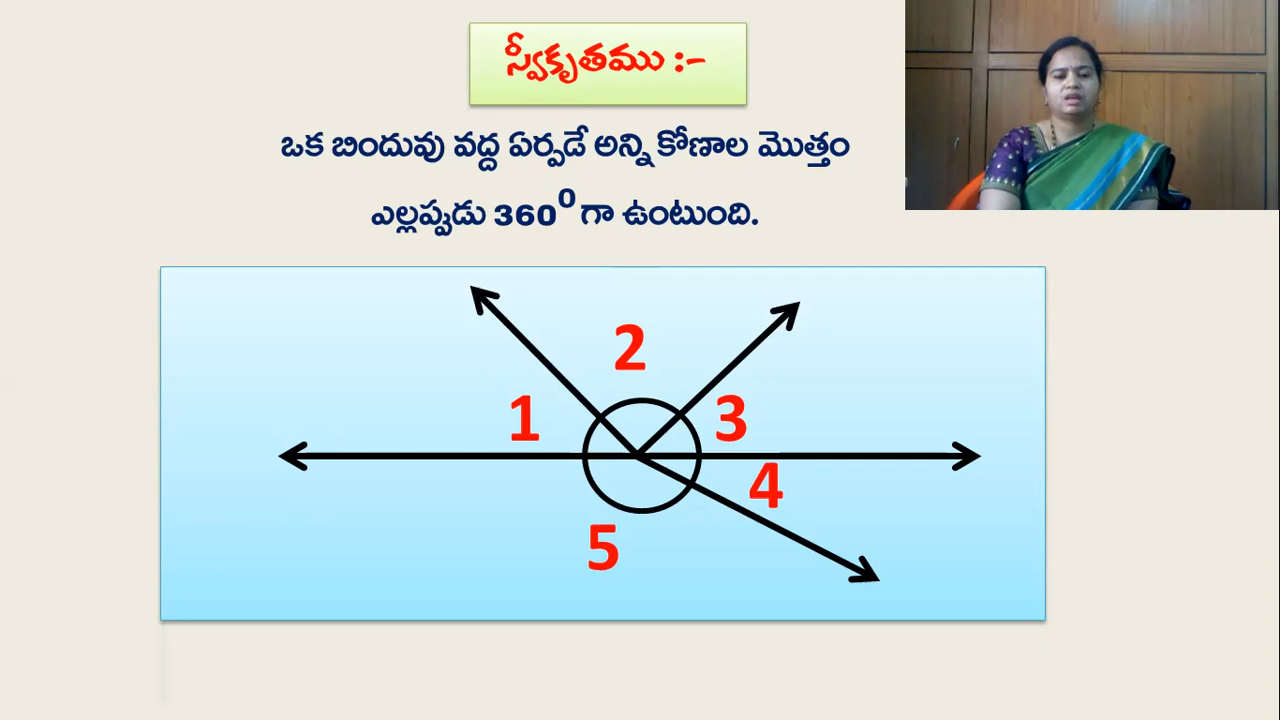 స్వీకృతము :-
ఒక బిందువు వద్ద ఏర్పడే అన్ని కోణాల మొత్తం
ఎల్లప్పుడు 360⁰ గా ఉంటుంది.
2
1
3
4
5